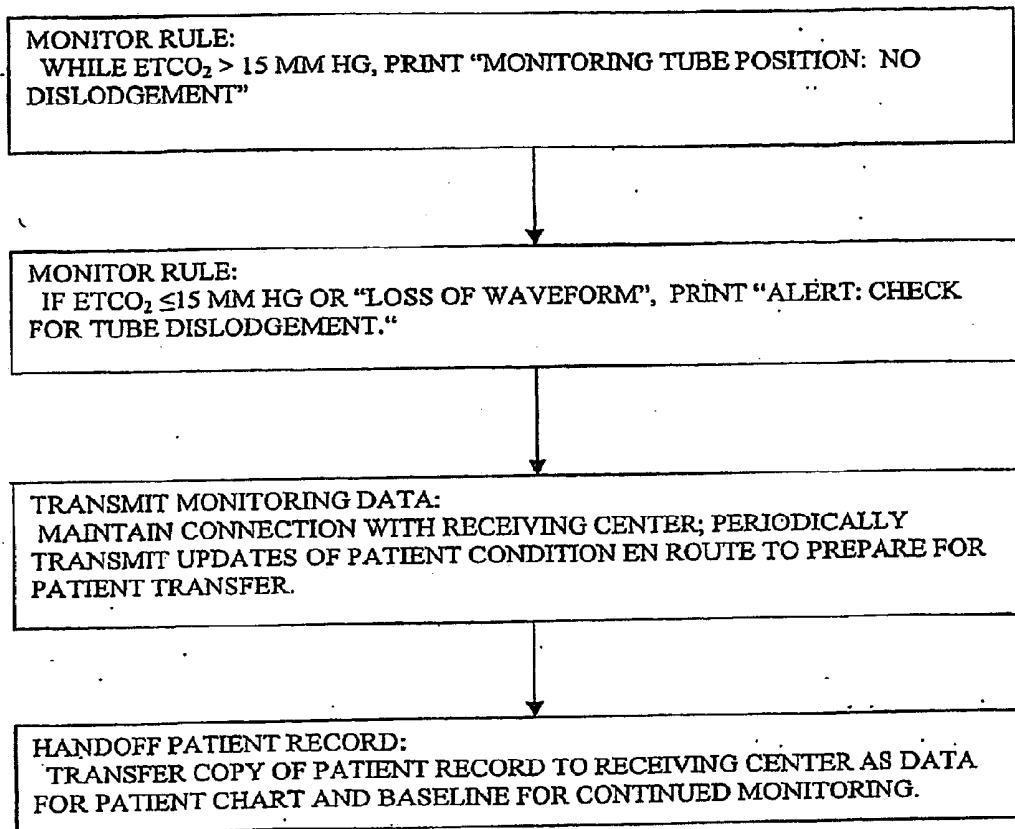 MONITOR RULE:
WHILE ETCO₂ > 15 MM HG, PRINT “MONITORING TUBE POSITION: NO
DISLODGEMENT”
MONITOR RULE:
IF ETCO₂ ≤15 MM HG OR “LOSS OF WAVEFORM”, PRINT “ALERT: CHECK
FOR TUBE DISLODGEMENT.“
TRANSMIT MONITORING DATA:
MAINTAIN CONNECTION WITH RECEIVING CENTER; PERIODICALLY
TRANSMIT UPDATES OF PATIENT CONDITION EN ROUTE TO PREPARE FOR
PATIENT TRANSFER.
HANDOFF PATIENT RECORD:
TRANSFER COPY OF PATIENT RECORD TO RECEIVING CENTER AS DATA
FOR PATIENT CHART AND BASELINE FOR CONTINUED MONITORING.